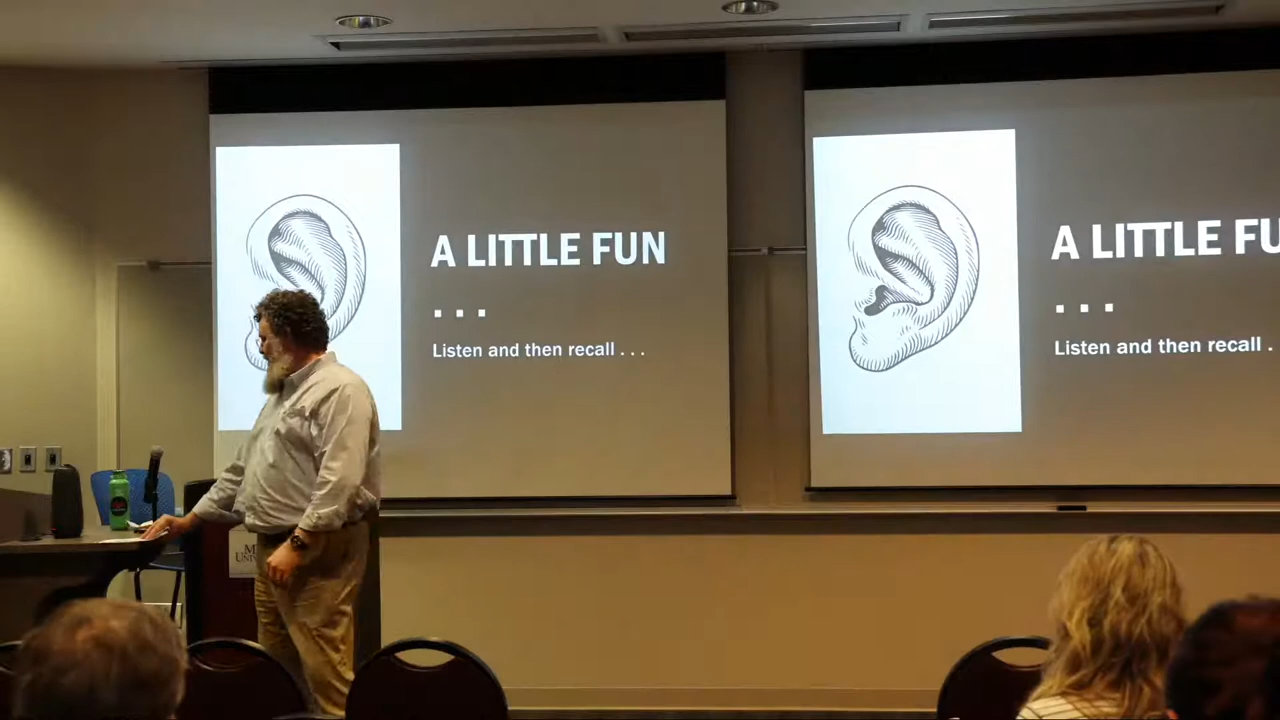 A LITTLE FUN
. . .
Listen and then recall . . .
A LITTLE FU
. . .
Listen and then recall .